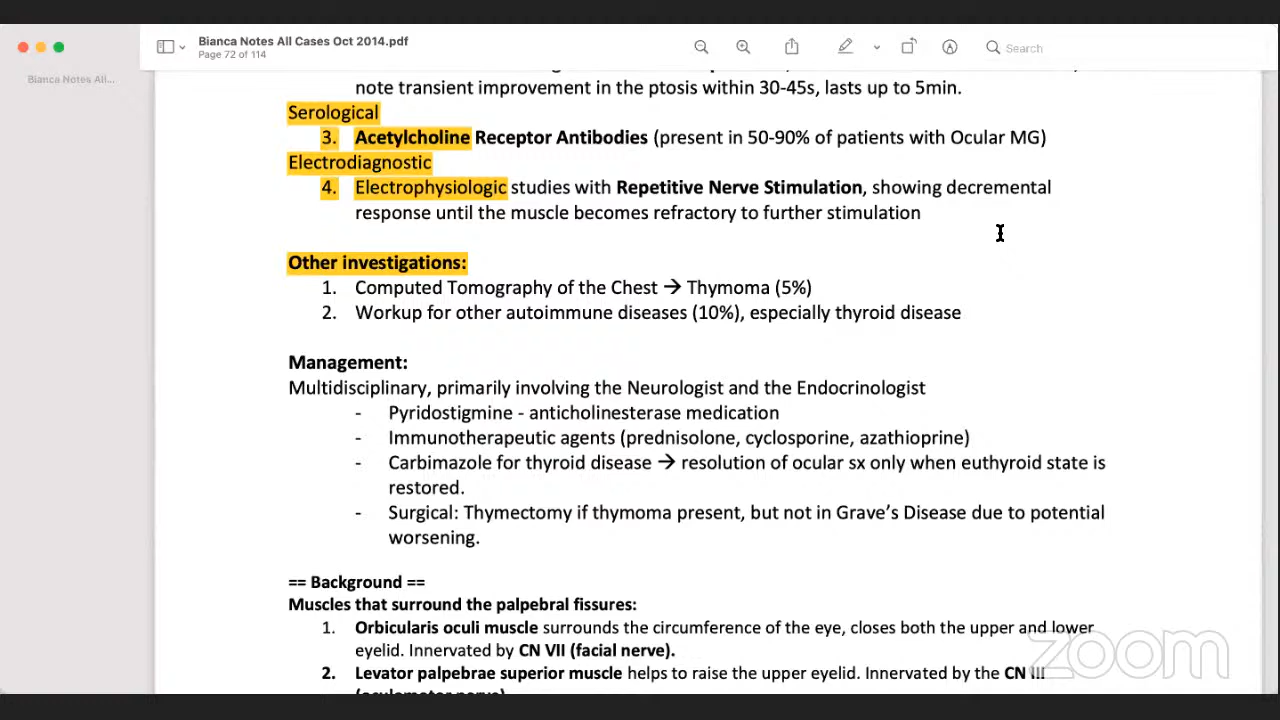 Bianca Notes All Cases Oct 2014.pdf
Page 72 of 114
Search
Bianca Notes All...
note transient improvement in the ptosis within 30-45s, lasts up to 5min.
Serological
3. Acetylcholine Receptor Antibodies (present in 50-90% of patients with Ocular MG)
Electrodiagnostic
4. Electrophysiologic studies with Repetitive Nerve Stimulation, showing decremental
response until the muscle becomes refractory to further stimulation
Other investigations:
1. Computed Tomography of the Chest → Thymoma (5%)
2. Workup for other autoimmune diseases (10%), especially thyroid disease
Management:
Multidisciplinary, primarily involving the Neurologist and the Endocrinologist
- Pyridostigmine - anticholinesterase medication
- Immunotherapeutic agents (prednisolone, cyclosporine, azathioprine)
- Carbimazole for thyroid disease → resolution of ocular sx only when euthyroid state is
restored.
- Surgical: Thymectomy if thymoma present, but not in Grave's Disease due to potential
worsening.
== Background ==
Muscles that surround the palpebral fissures:
1. Orbicularis oculi muscle surrounds the circumference of the eye, closes both the upper and lower
eyelid. Innervated by CN VII (facial nerve).
2. Levator palpebrae superior muscle helps to raise the upper eyelid. Innervated by the CN III
zoom